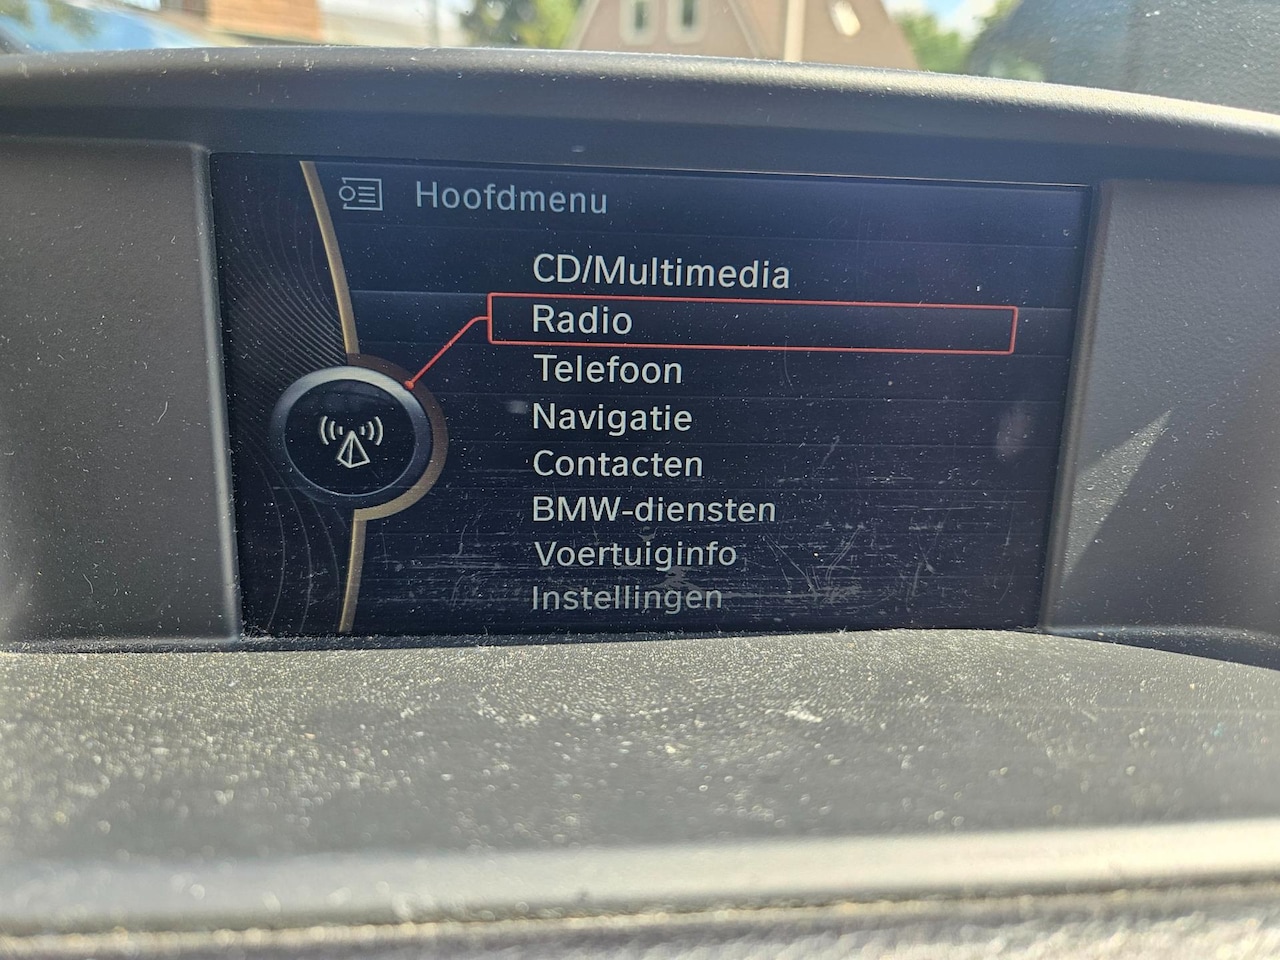 Hoofdmenu
CD/Multimedia
Radio
Telefoon
Navigatie
Contacten
BMW-diensten
Voertuiginfo
Instellingen